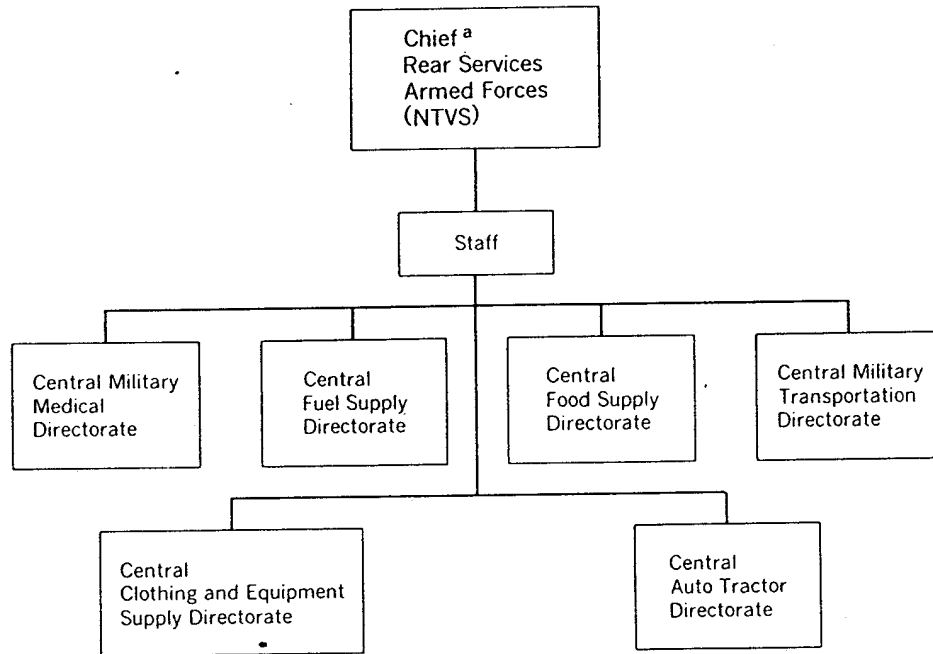 Chief a
Rear Services
Armed Forces
(NTVS)
Staff
Central Military
Medical
Directorate
Central
Fuel Supply
Directorate
Central
Food Supply
Directorate
Central Military
Transportation
Directorate
Central
Clothing and Equipment
Supply Directorate
Central
Auto Tractor
Directorate